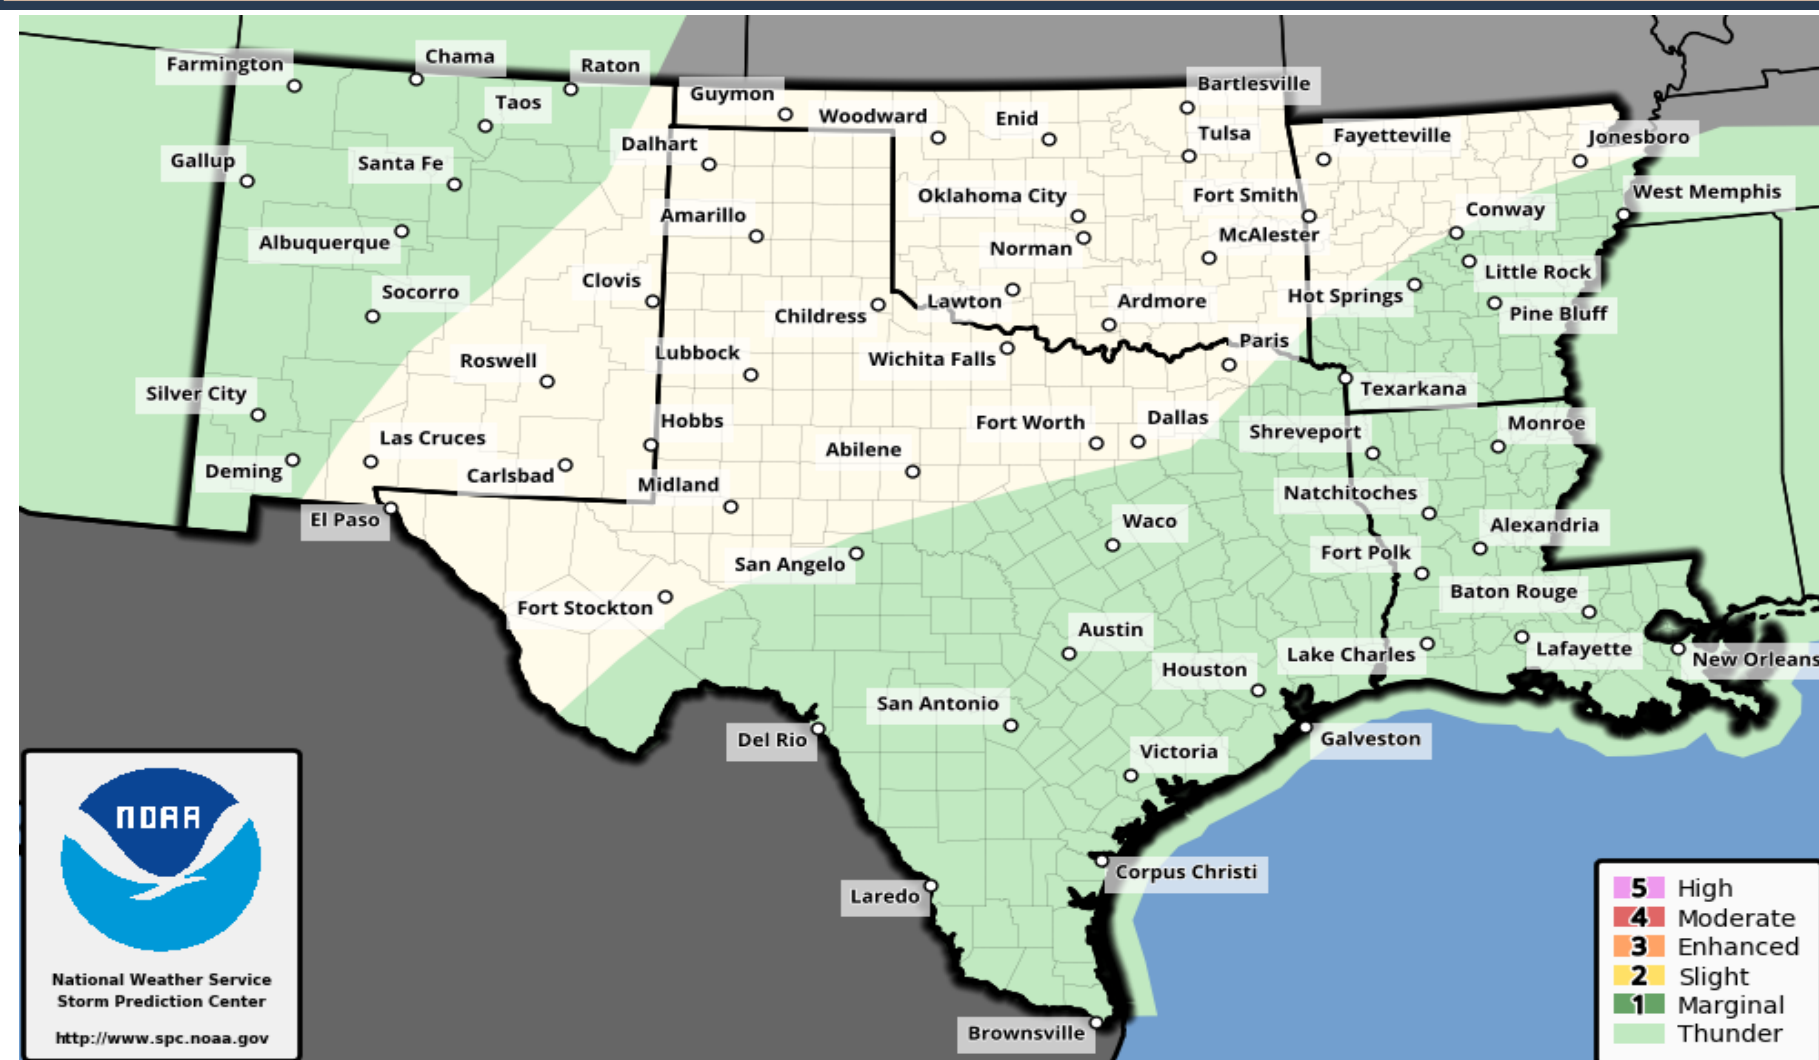 Farmington
Chama
Raton
Taos
Guymon
Woodward
Enid
Bartlesville
Tulsa
Fayetteville
Jonesboro
Gallup
Santa Fe
Dalhart
Oklahoma City
Fort Smith
Conway
West Memphis
Albuquerque
Amarillo
Norman
McAlester
Little Rock
Socorro
Clovis
Childress
Lawton
Ardmore
Hot Springs
Pine Bluff
Roswell
Lubbock
Wichita Falls
Paris
Texarkana
Silver City
Las Cruces
Hobbs
Fort Worth
Dallas
Shreveport
Monroe
Deming
Carlsbad
Midland
Abilene
Natchitoches
El Paso
San Angelo
Waco
Fort Polk
Alexandria
Fort Stockton
Baton Rouge
Austin
Houston
Lake Charles
Lafayette
New Orleans
San Antonio
Del Rio
Victoria
Galveston
Corpus Christi
Laredo
Brownsville
NOAA
National Weather Service
Storm Prediction Center
http://www.spc.noaa.gov
5 High
4 Moderate
3 Enhanced
2 Slight
1 Marginal
Thunder